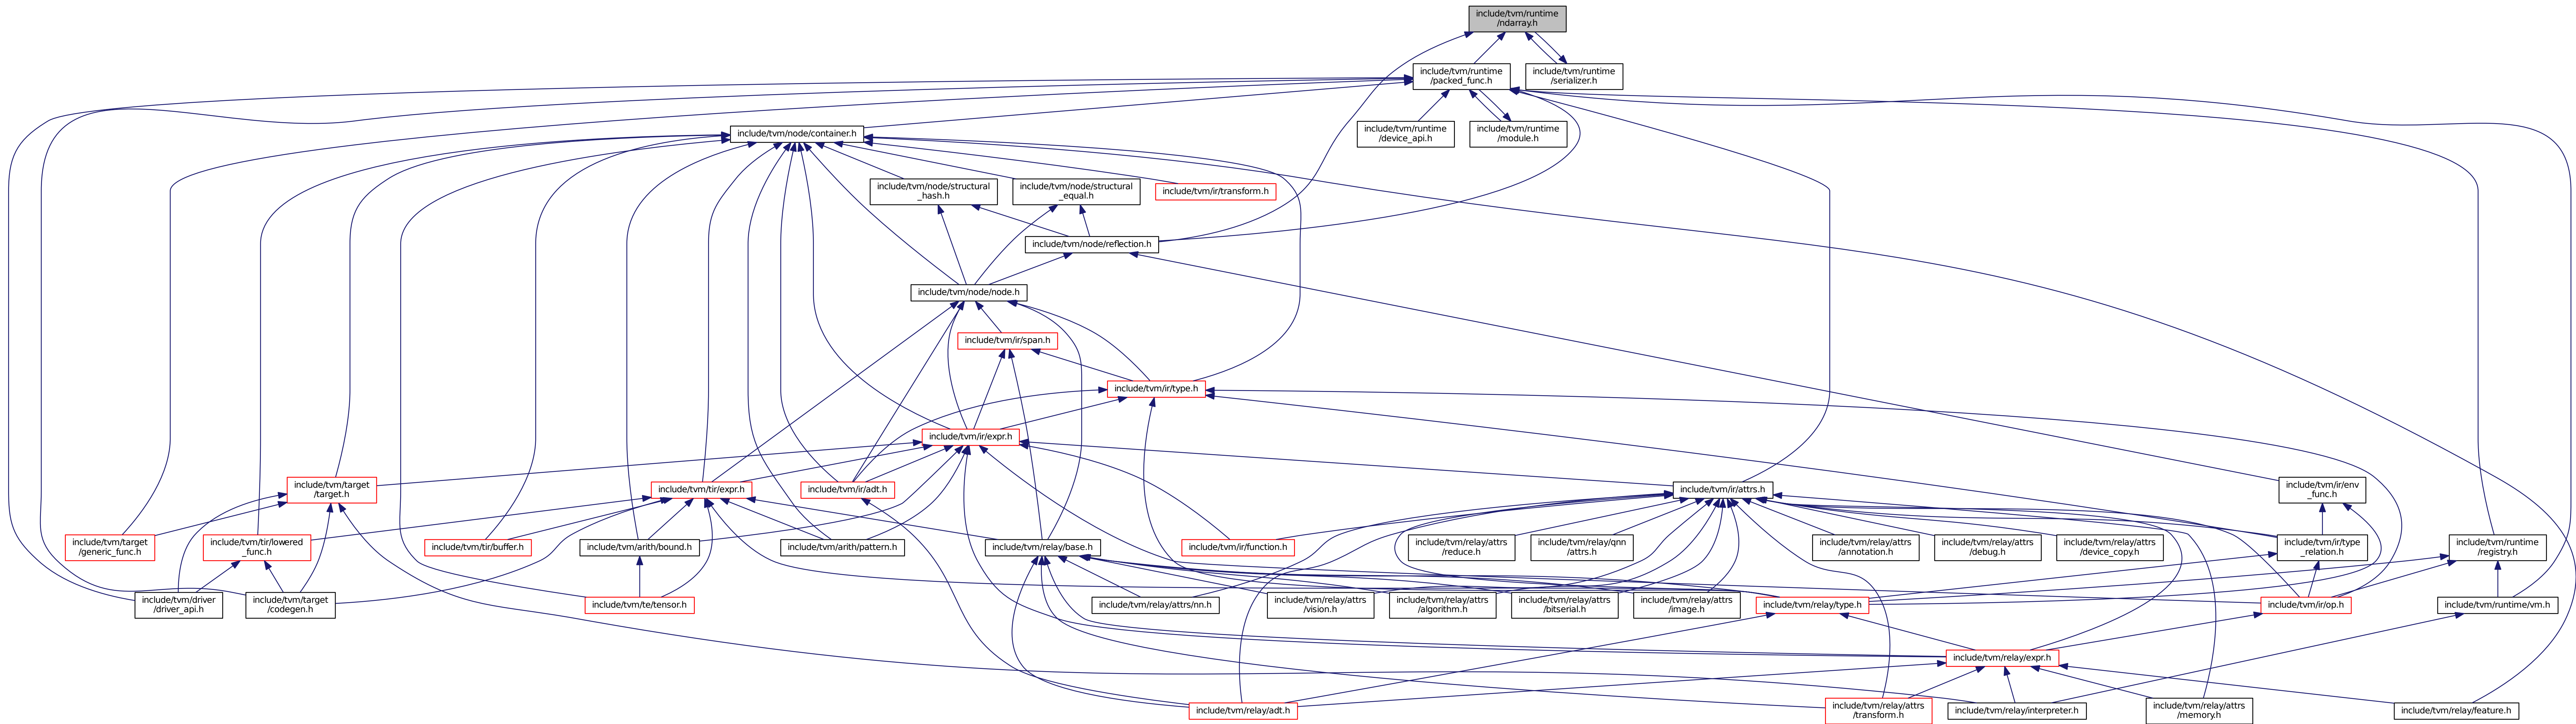 include/tvm/runtime
/ndarray.h
include/tvm/runtime
/packed_func.h
include/tvm/runtime
/serializer.h
include/tvm/node/container.h
include/tvm/runtime
/device_api.h
include/tvm/runtime
/module.h
include/tvm/node/structural
_hash.h
include/tvm/node/structural
_equal.h
include/tvm/ir/transform.h
include/tvm/node/reflection.h
include/tvm/node/node.h
include/tvm/ir/span.h
include/tvm/ir/type.h
include/tvm/ir/expr.h
include/tvm/target
/target.h
include/tvm/tir/expr.h
include/tvm/ir/adt.h
include/tvm/ir/attrs.h
include/tvm/ir/env
_func.h
include/tvm/target
/generic_func.h
include/tvm/tir/lowered
_func.h
include/tvm/tir/buffer.h
include/tvm/arith/bound.h
include/tvm/arith/pattern.h
include/tvm/relay/base.h
include/tvm/ir/function.h
include/tvm/relay/attrs
/reduce.h
include/tvm/relay/qnn
/attrs.h
include/tvm/relay/attrs
/annotation.h
include/tvm/relay/attrs
/debug.h
include/tvm/relay/attrs
/device_copy.h
include/tvm/ir/type
_relation.h
include/tvm/runtime
/registry.h
include/tvm/driver
/driver_api.h
include/tvm/target
/codegen.h
include/tvm/te/tensor.h
include/tvm/relay/attrs/nn.h
include/tvm/relay/attrs
/vision.h
include/tvm/relay/attrs
/algorithm.h
include/tvm/relay/attrs
/bitserial.h
include/tvm/relay/attrs
/image.h
include/tvm/relay/type.h
include/tvm/ir/op.h
include/tvm/runtime/vm.h
include/tvm/relay/expr.h
include/tvm/relay/adt.h
include/tvm/relay/attrs
/transform.h
include/tvm/relay/interpreter.h
include/tvm/relay/attrs
/memory.h
include/tvm/relay/feature.h